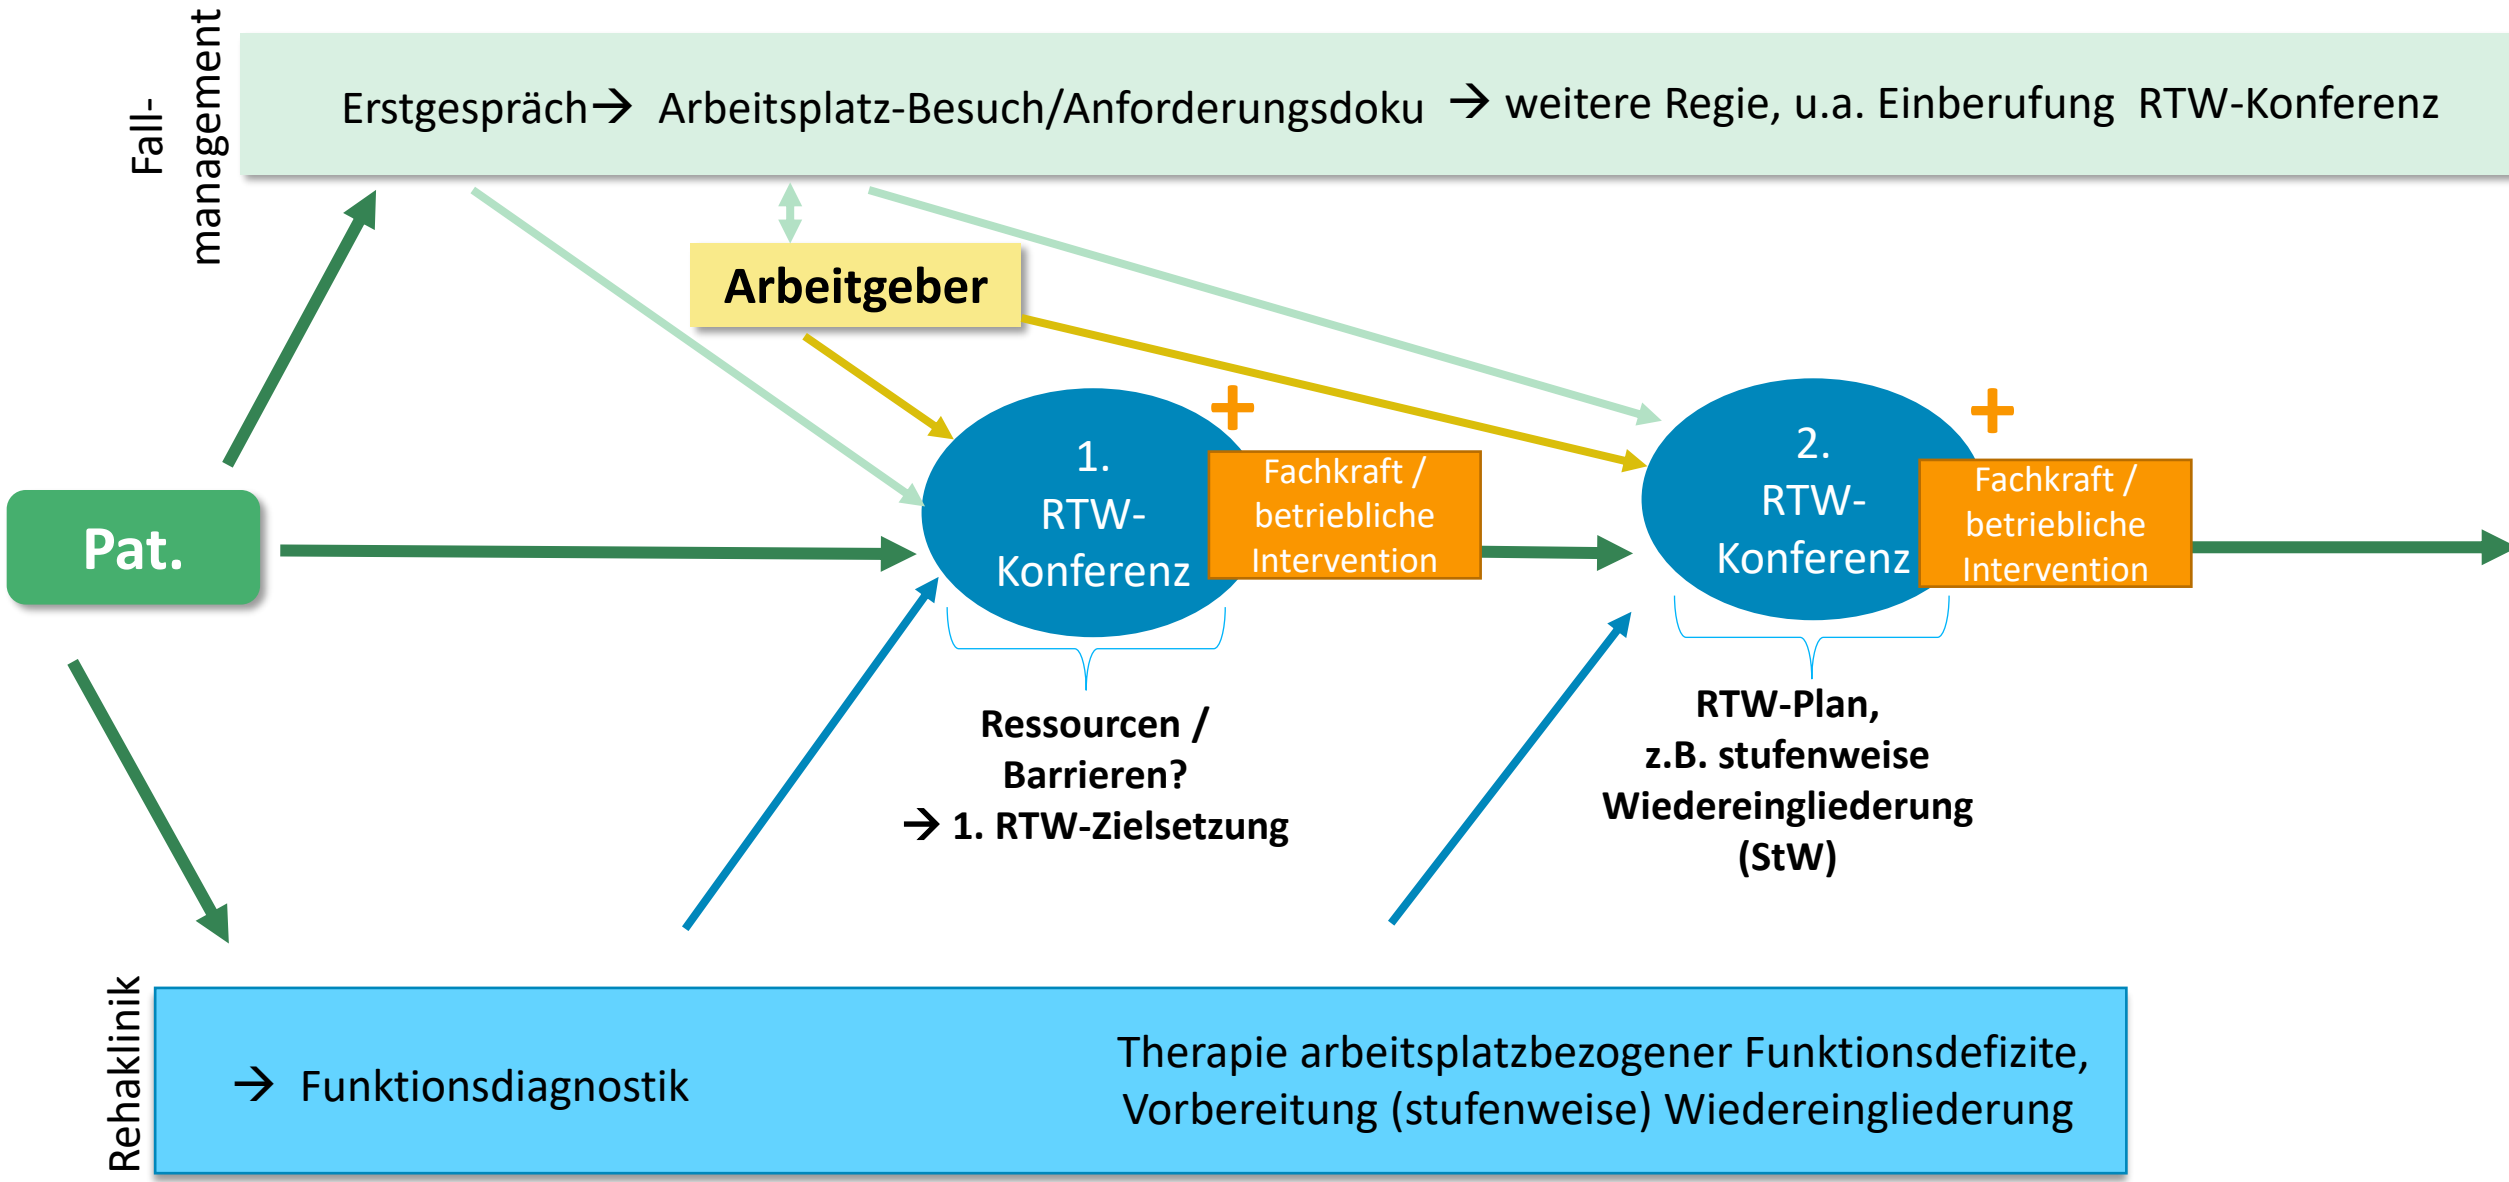 Fall-
management
Erstgespräch→ Arbeitsplatz-Besuch/Anforderungsdoku → weitere Regie, u.a. Einberufung RTW-Konferenz
Arbeitgeber
Pat.
1.
RTW-
Konferenz
+
Fachkraft /
betriebliche
Intervention
2.
RTW-
Konferenz
+
Fachkraft /
betriebliche
Intervention
Ressourcen /
Barrieren?
→ 1. RTW-Zielsetzung
RTW-Plan,
z.B. stufenweise
Wiedereingliederung
(StW)
Rehaklinik
→ Funktionsdiagnostik
Therapie arbeitsplatzbezogener Funktionsdefizite,
Vorbereitung (stufenweise) Wiedereingliederung